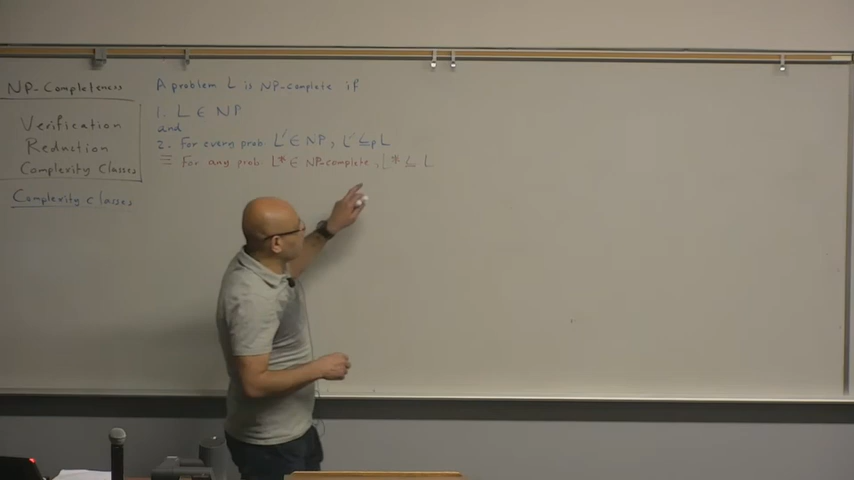 NP-Completeness
Verification
Reduction
Complexity Classes
Complexity classes
A problem L is NP-complete if
1. L ∈ NP
and
2. For every prob L' ∈ NP, L' ≤p L
≡ For any prob L* ∈ NP-complete, L* ≤ L